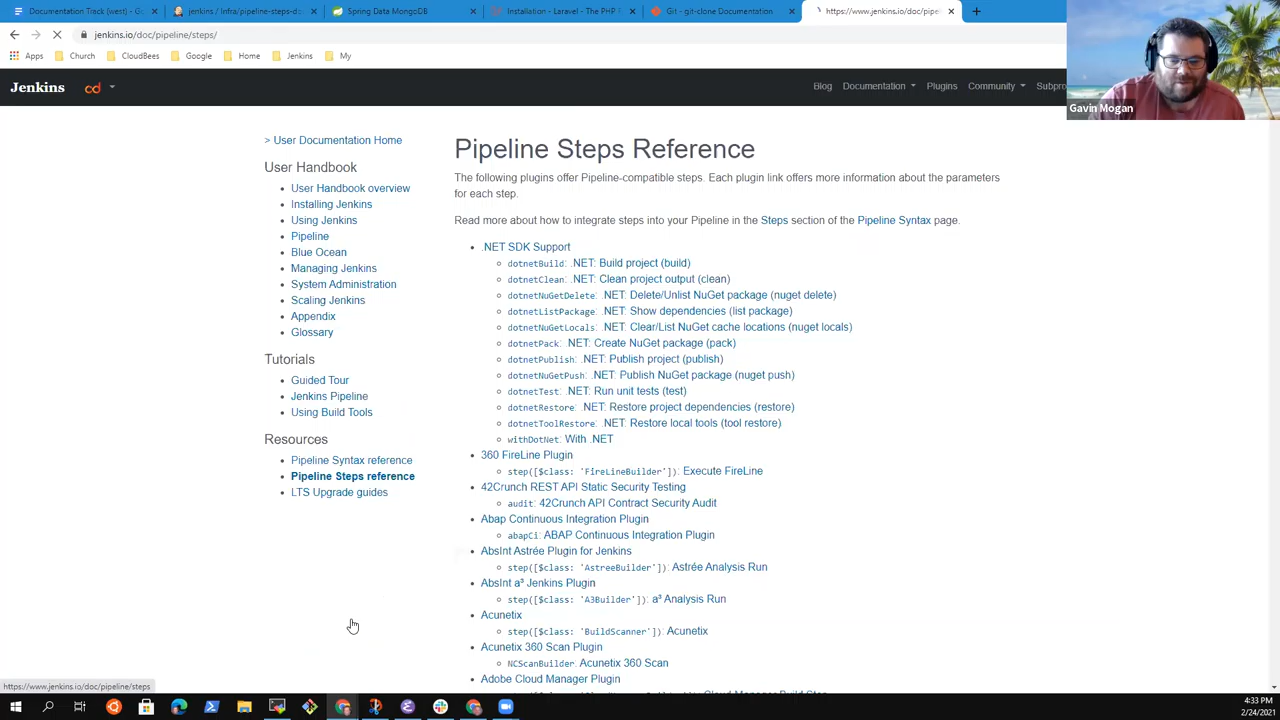 Documentation Track (west) - Go
jenkins / Infra/pipeline-steps-d
Spring Data MongoDB
Installation - Laravel - The PHP
Git - git-clone Documentation
https://www.jenkins.io/doc/pipel
jenkins.io/doc/pipeline/steps/
Apps
Church
CloudBees
Google
Home
Jenkins
My
Jenkins
cd
Blog
Documentation
Plugins
Community
Subpro
Gavin Mogan
> User Documentation Home
User Handbook
User Handbook overview
Installing Jenkins
Using Jenkins
Pipeline
Blue Ocean
Managing Jenkins
System Administration
Scaling Jenkins
Appendix
Glossary
Tutorials
Guided Tour
Jenkins Pipeline
Using Build Tools
Resources
Pipeline Syntax reference
Pipeline Steps reference
LTS Upgrade guides
Pipeline Steps Reference
The following plugins offer Pipeline-compatible steps. Each plugin link offers more information about the parameters
for each step.
Read more about how to integrate steps into your Pipeline in the Steps section of the Pipeline Syntax page.
.NET SDK Support
dotnetBuild: .NET: Build project (build)
dotnetClean: .NET: Clean project output (clean)
dotnetNuGetDelete: .NET: Delete/Unlist NuGet package (nuget delete)
dotnetListPackage: .NET: Show dependencies (list package)
dotnetNuGetLocals: .NET: Clear/List NuGet cache locations (nuget locals)
dotnetPack: .NET: Create NuGet package (pack)
dotnetPublish: .NET: Publish project (publish)
dotnetNuGetPush: .NET: Publish NuGet package (nuget push)
dotnetTest: .NET: Run unit tests (test)
dotnetRestore: .NET: Restore project dependencies (restore)
dotnetToolRestore: .NET: Restore local tools (tool restore)
withDotNet: With .NET
360 FireLine Plugin
step([$class: 'FireLineBuilder']): Execute FireLine
42Crunch REST API Static Security Testing
audit: 42Crunch API Contract Security Audit
Abap Continuous Integration Plugin
abapCi: ABAP Continuous Integration Plugin
AbsInt Astrée Plugin for Jenkins
step([$class: 'AstreeBuilder']): Astrée Analysis Run
AbsInt a³ Jenkins Plugin
step([$class: 'A3Builder']): a³ Analysis Run
Acunetix
step([$class: 'BuildScanner']): Acunetix
Acunetix 360 Scan Plugin
NCScanBuilder: Acunetix 360 Scan
Adobe Cloud Manager Plugin
https://www.jenkins.io/doc/pipeline/steps
4:33 PM
2/24/2021